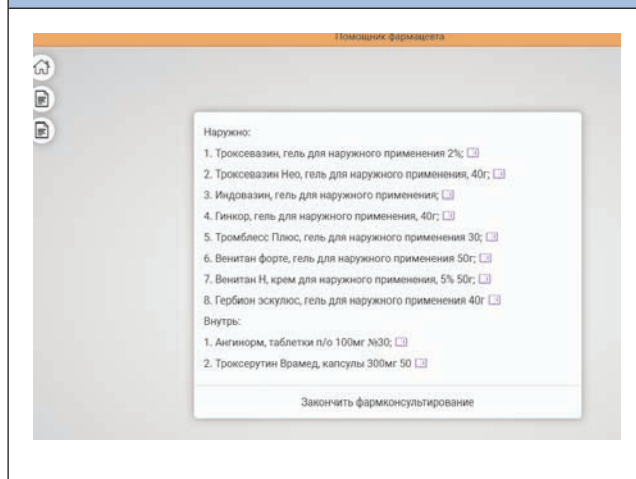 Помощник фармацевта
Наружно:
1. Троксевазин, гель для наружного применения 2%;
2. Троксевазин Нео, гель для наружного применения, 40г;
3. Индовазин, гель для наружного применения;
4. Гинкор, гель для наружного применения, 40г;
5. Тромблесс Плюс, гель для наружного применения 30;
6. Венитан форте, гель для наружного применения 50г;
7. Венитан Н, крем для наружного применения, 5% 50г;
8. Гербион эскулюс, гель для наружного применения 40г
Внутрь:
1. Ангинорм, таблетки п/о 100мг №30;
2. Троксерутин Врамед, капсулы 300мг 50
Закончить фармконсультирование